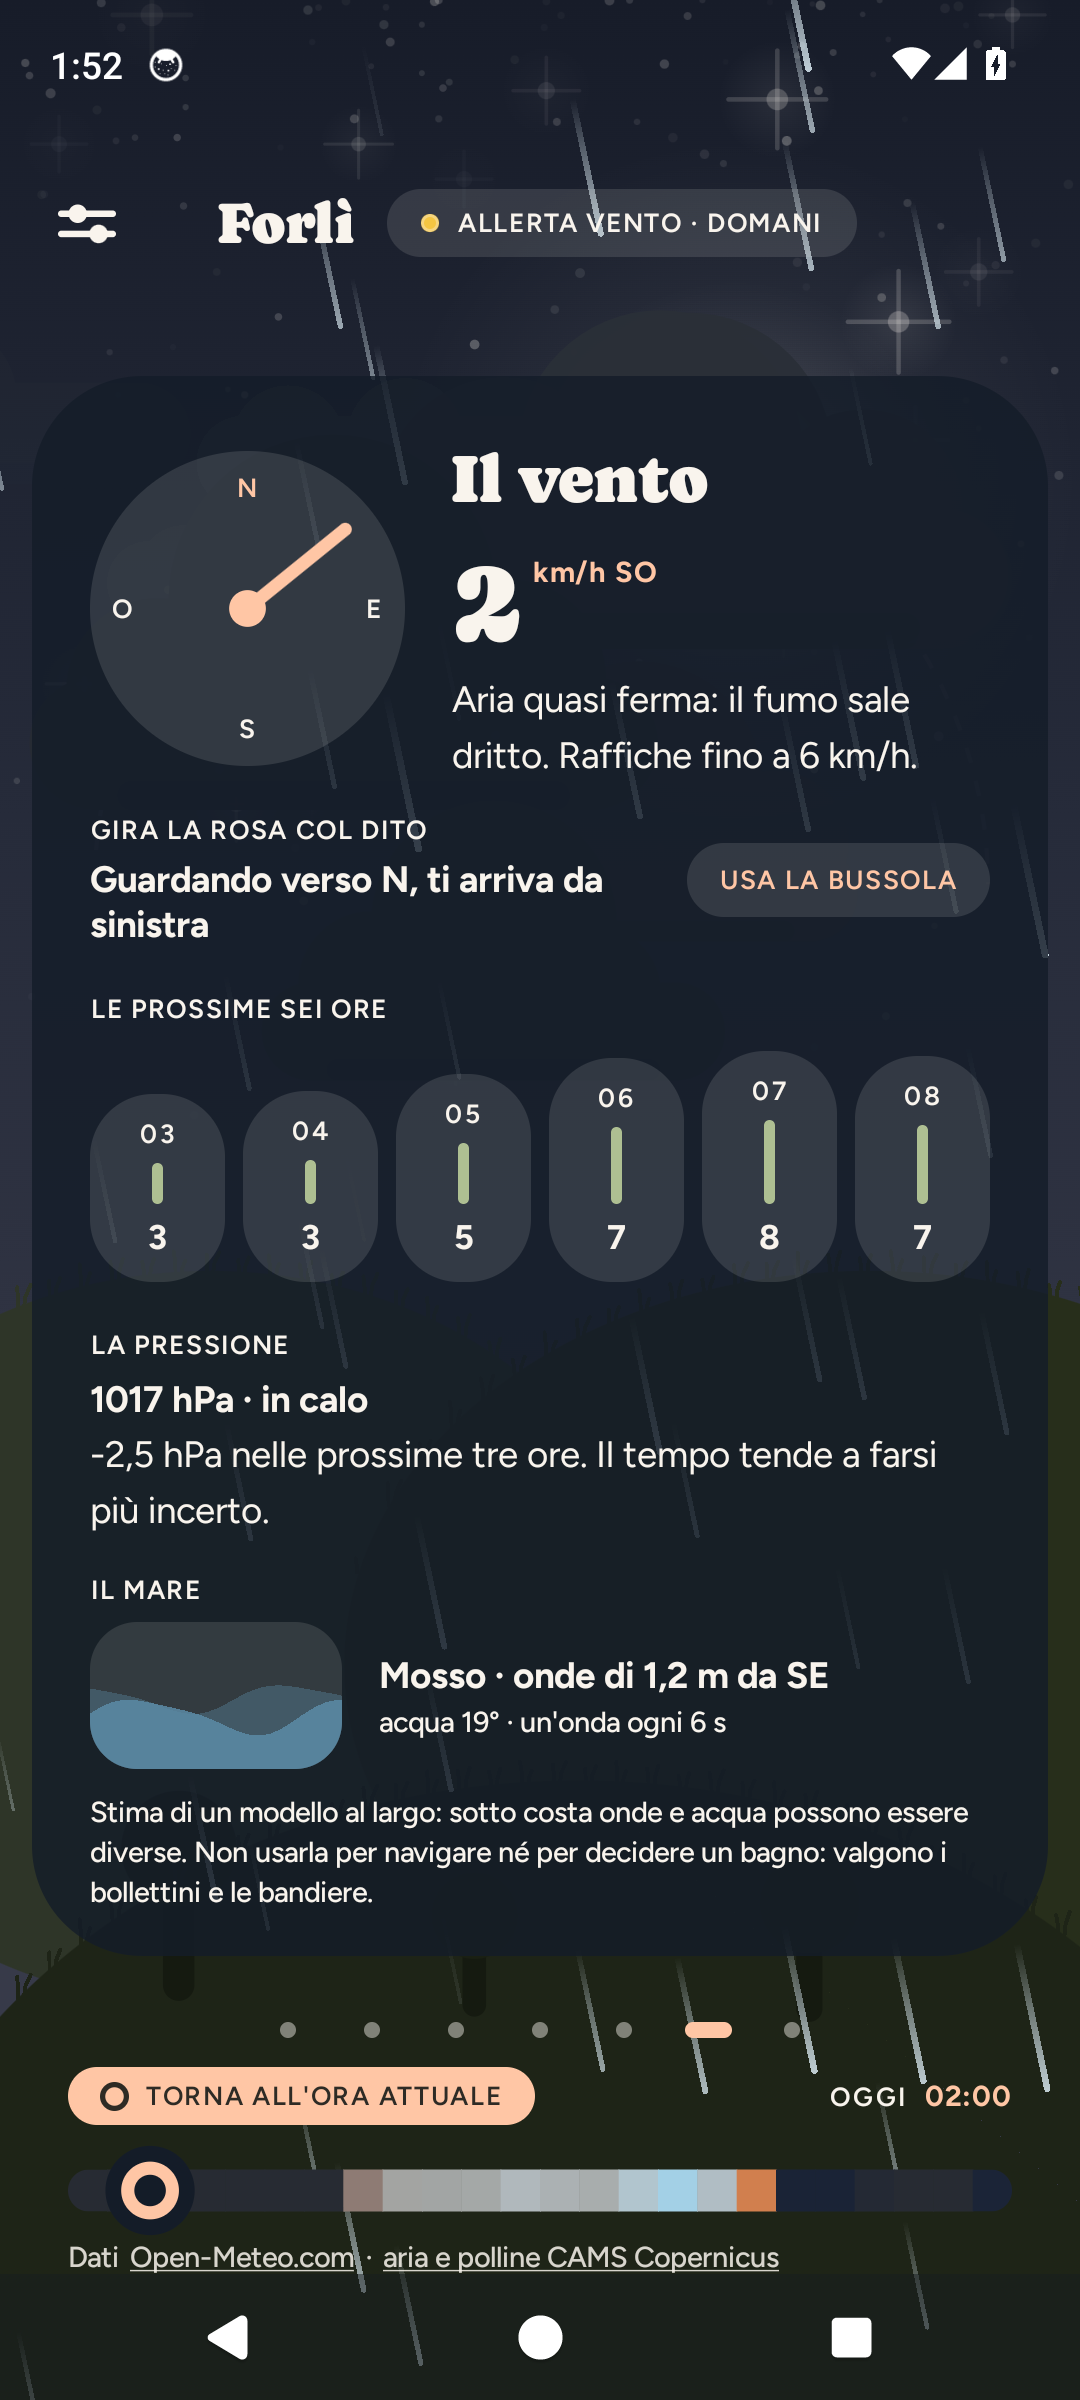 1:52
Forlì
ALLERTA VENTO · DOMANI
N
O
E
S
Il vento
2 km/h SO
Aria quasi ferma: il fumo sale
dritto. Raffiche fino a 6 km/h.
GIRA LA ROSA COL DITO
Guardando verso N, ti arriva da
sinistra
USA LA BUSSOLA
LE PROSSIME SEI ORE
03 04 05 06 07 08
3 3 5 7 8 7
LA PRESSIONE
1017 hPa · in calo
-2,5 hPa nelle prossime tre ore. Il tempo tende a farsi
più incerto.
IL MARE
Mosso · onde di 1,2 m da SE
acqua 19° · un'onda ogni 6 s
Stima di un modello al largo: sotto costa onde e acqua possono essere
diverse. Non usarla per navigare né per decidere un bagno: valgono i
bollettini e le bandiere.
TORNA ALL'ORA ATTUALE
OGGI 02:00
Dati Open-Meteo.com · aria e polline CAMS Copernicus